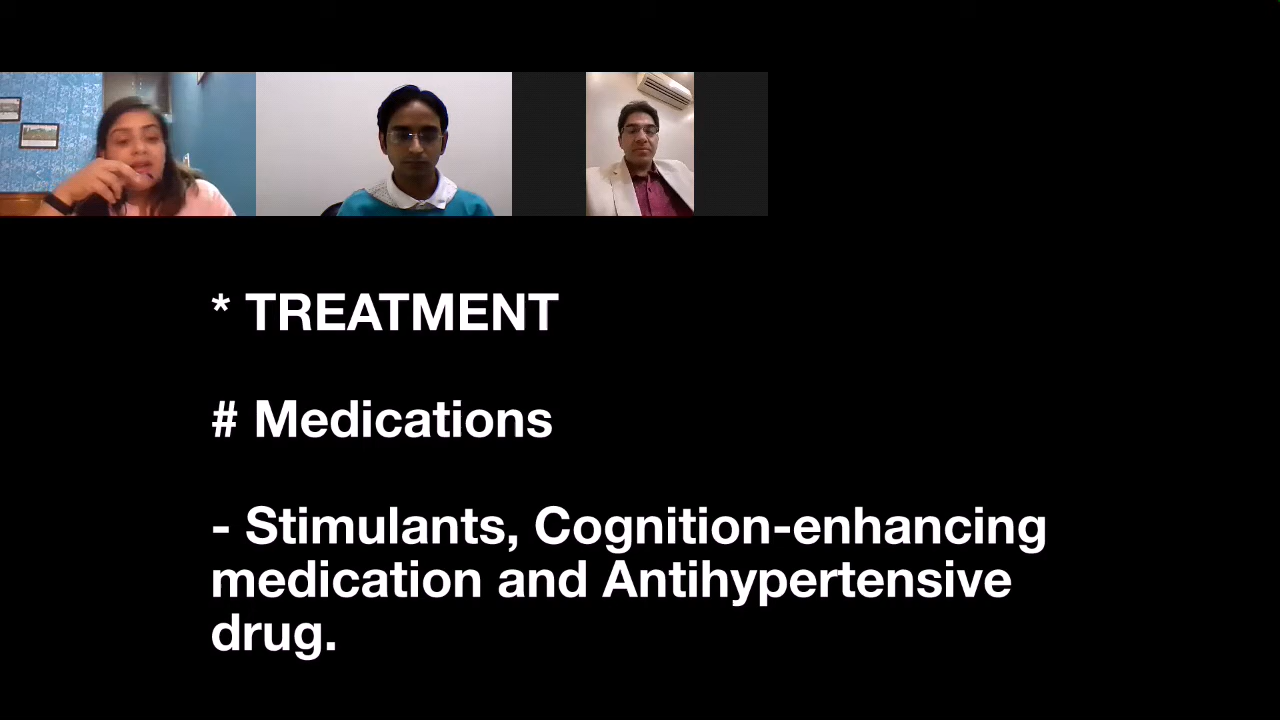 * TREATMENT
# Medications
- Stimulants, Cognition-enhancing
medication and Antihypertensive
drug.